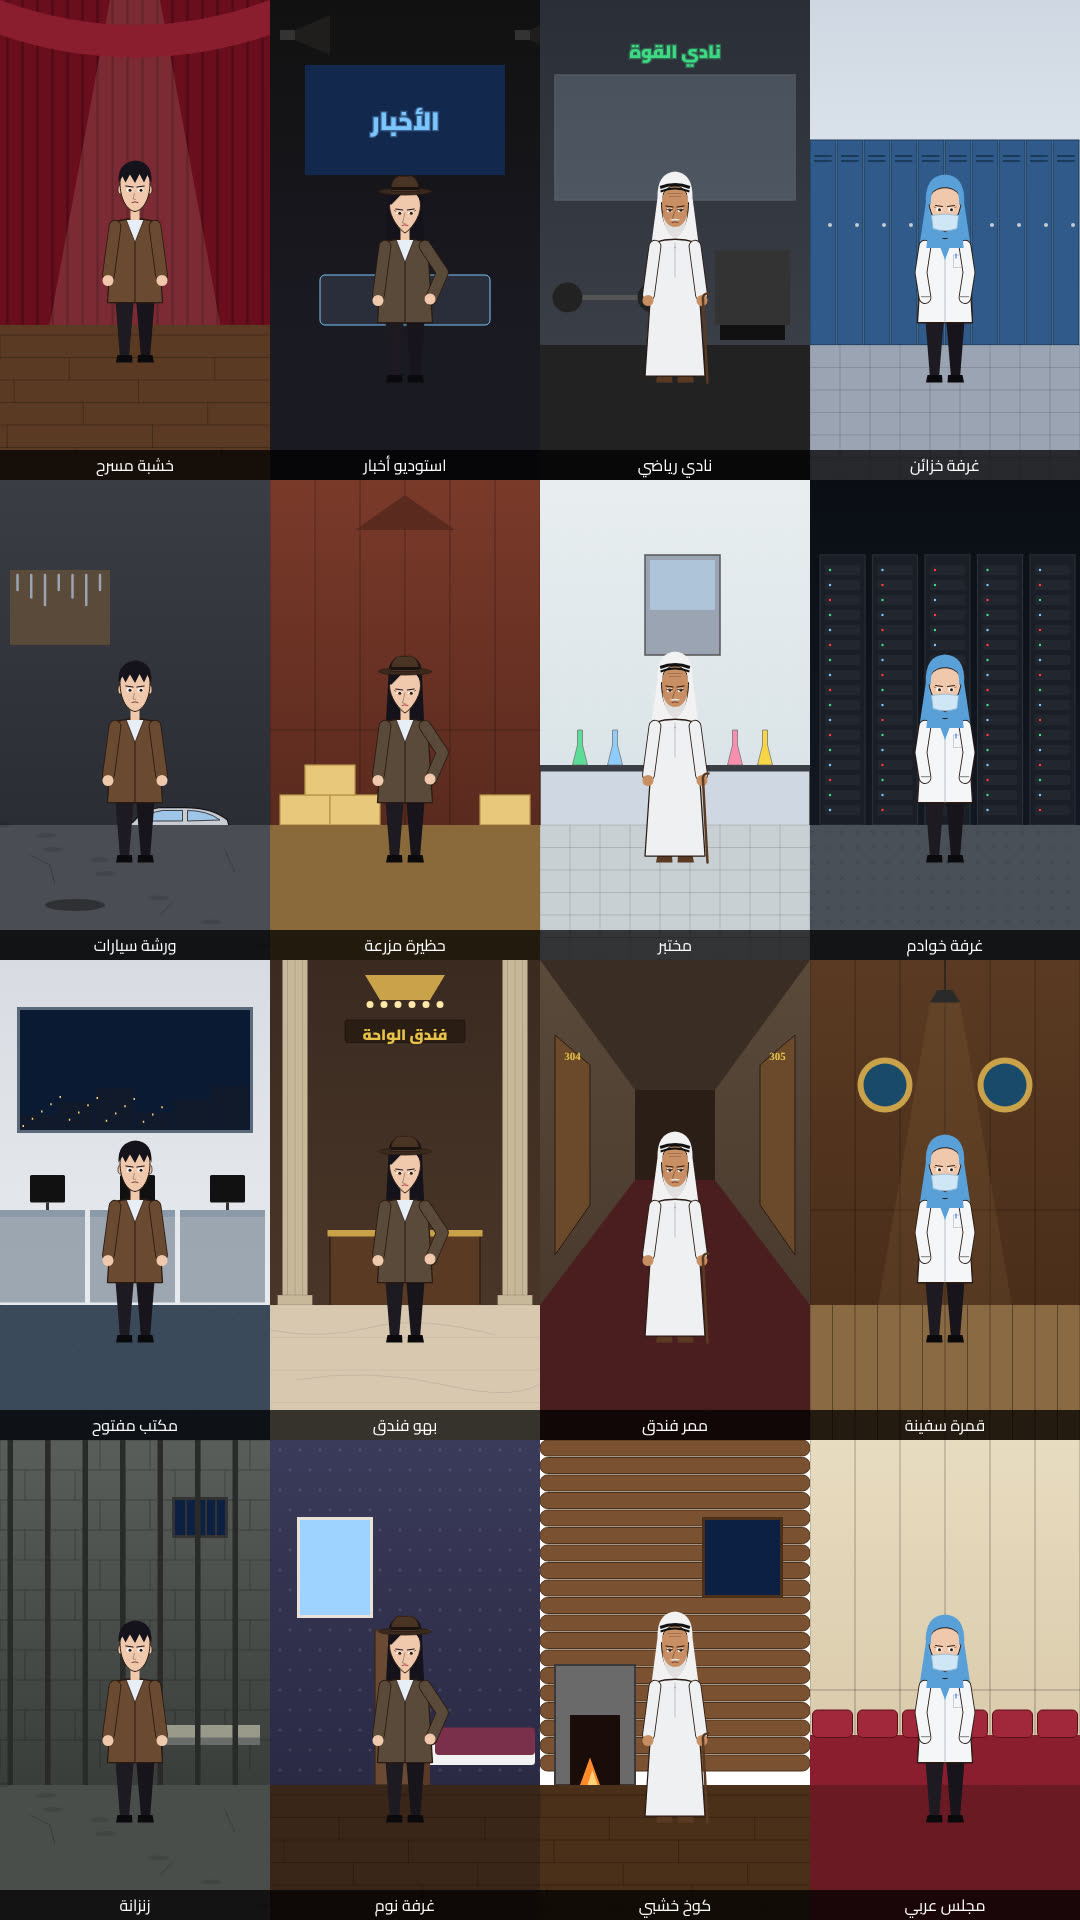 الأخبار
نادي القوة
خشبة مسرح
استوديو أخبار
نادي رياضي
غرفة خزائن
ورشة سيارات
حظيرة مزرعة
مختبر
غرفة خوادم
فندق الواحة
304
305
مكتب مفتوح
بهو فندق
ممر فندق
قمرة سفينة
زنزانة
غرفة نوم
كوخ خشبي
مجلس عربي